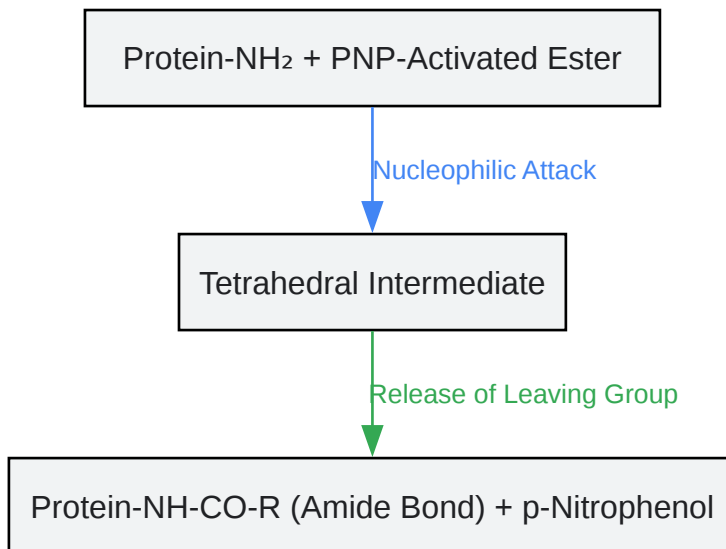 Protein-NH₂ + PNP-Activated Ester
Nucleophilic Attack
Tetrahedral Intermediate
Release of Leaving Group
Protein-NH-CO-R (Amide Bond) + p-Nitrophenol